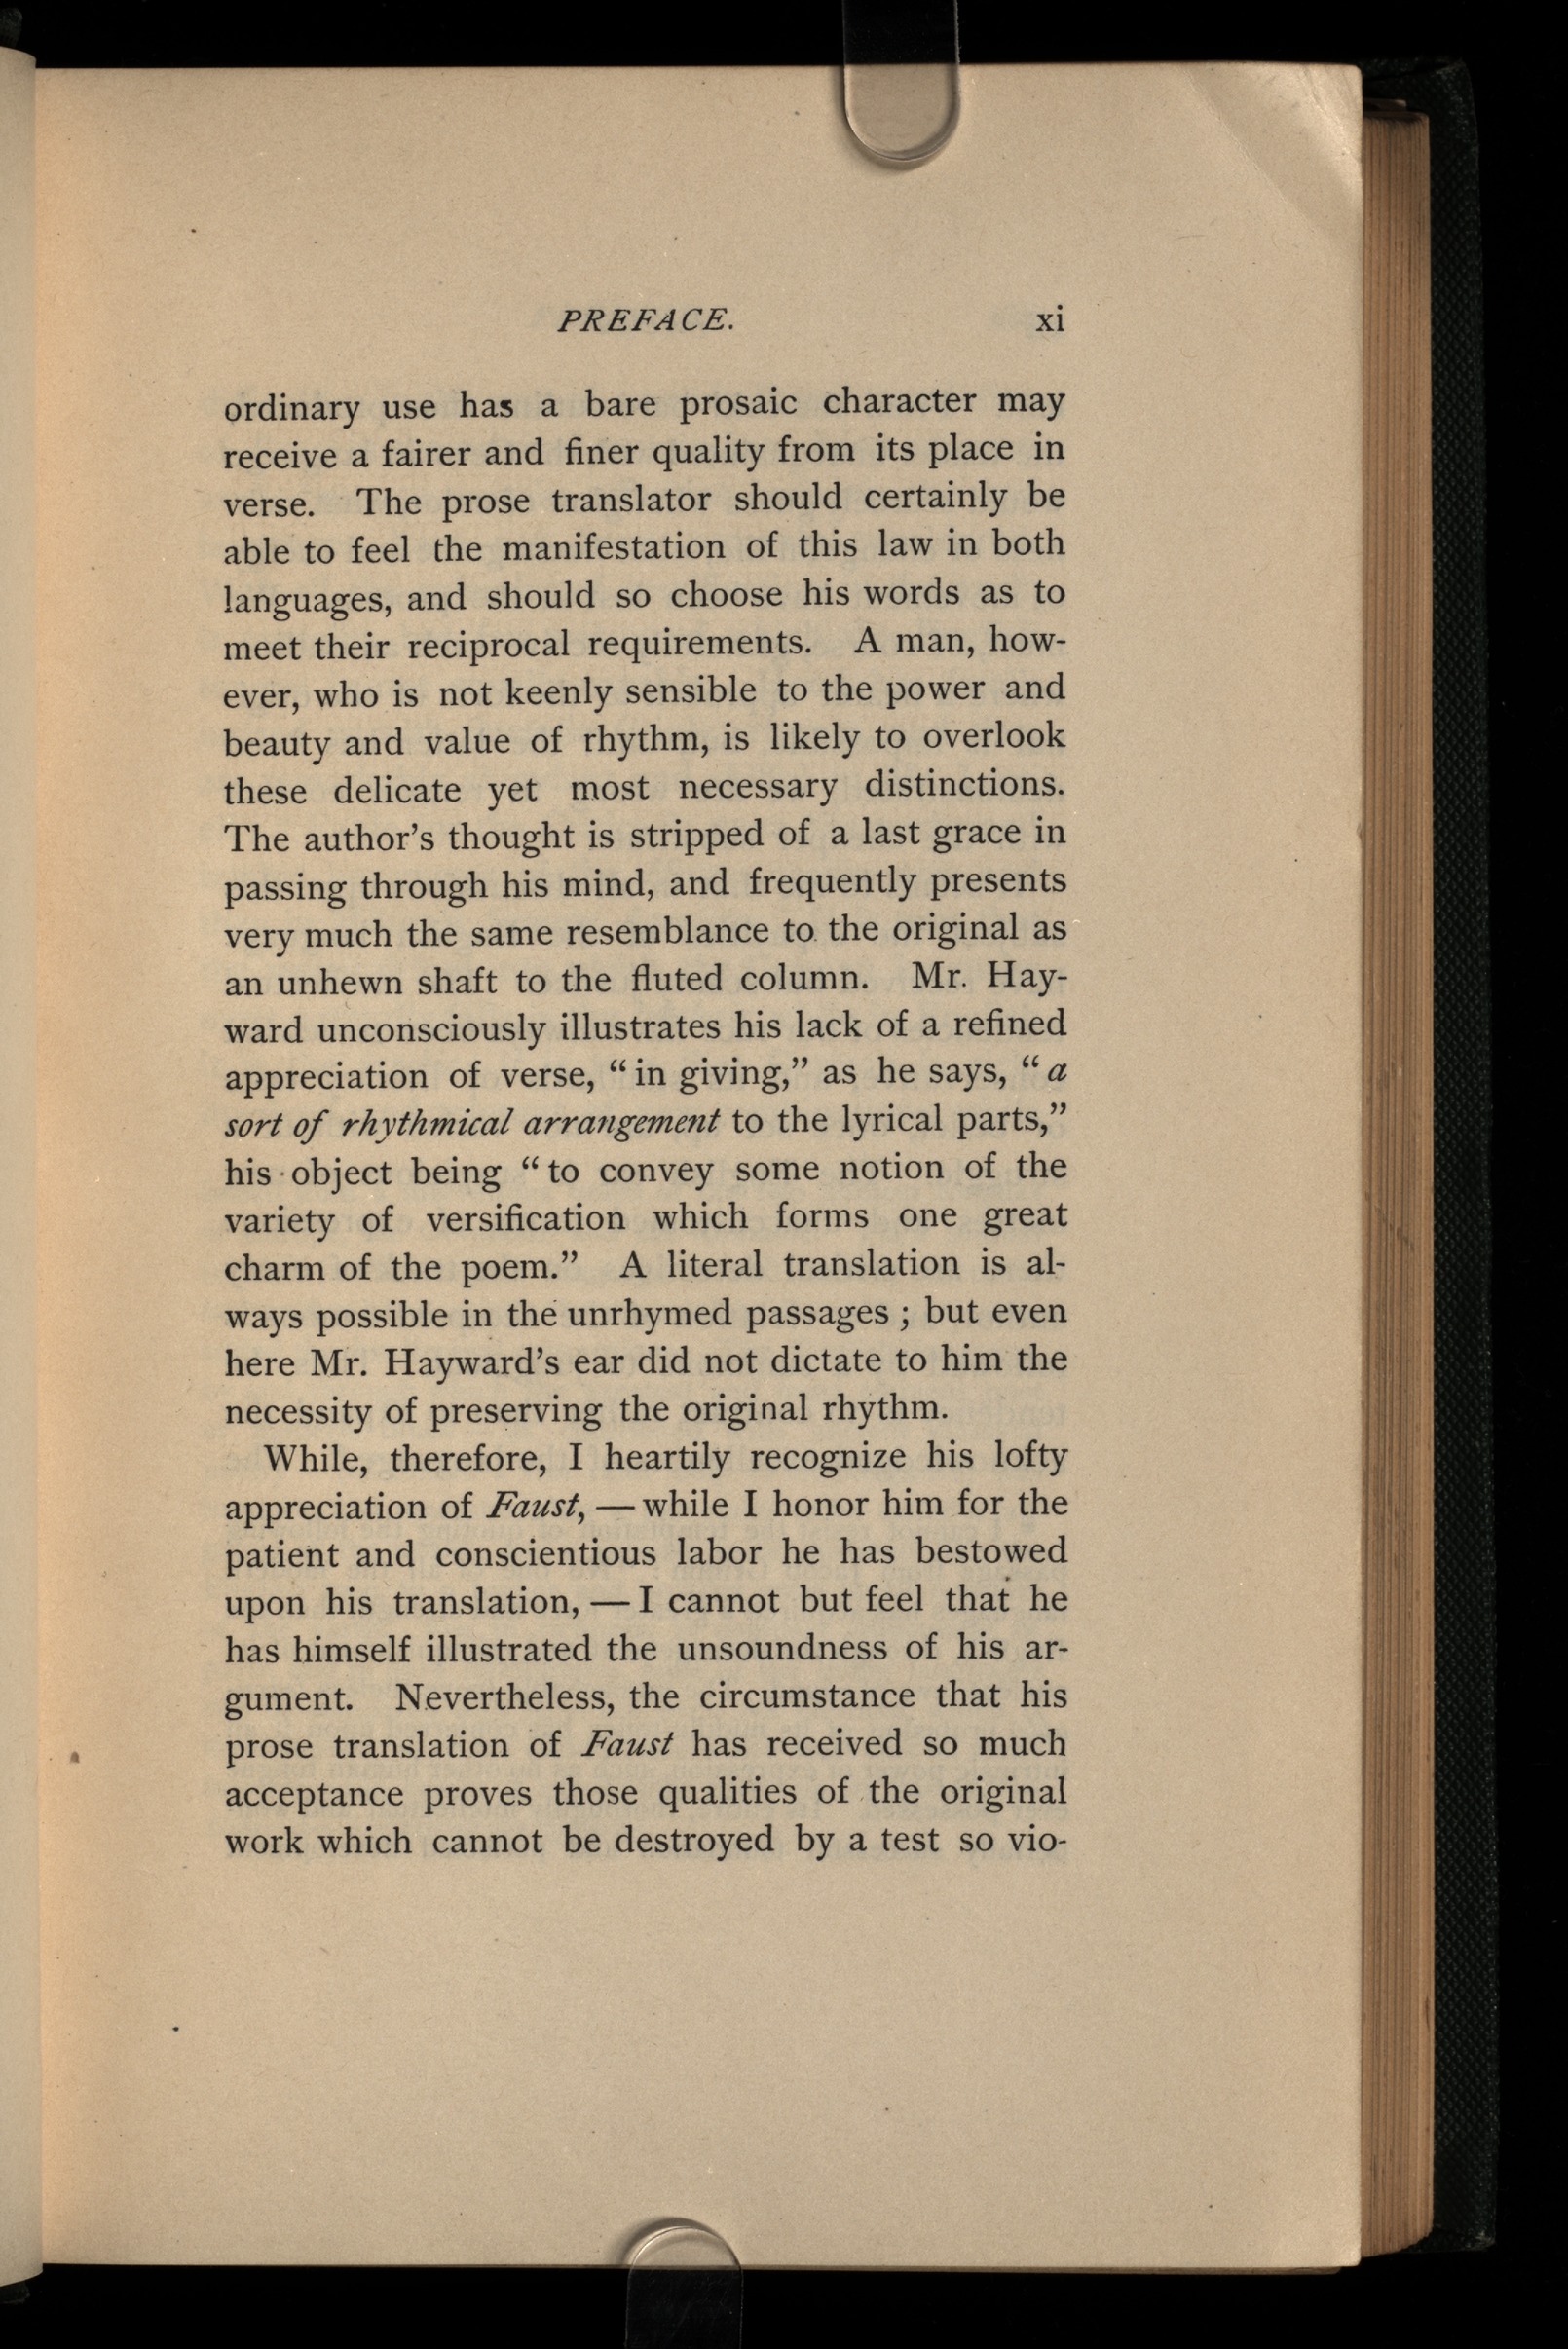 PREFACE. xi
ordinary use has a bare prosaic character may
receive a fairer and finer quality from its place in
verse. The prose translator should certainly be
able to feel the manifestation of this law in both
languages, and should so choose his words as to
meet their reciprocal requirements. A man, how-
ever, who is not keenly sensible to the power and
beauty and value of rhythm, is likely to overlook
these delicate yet most necessary distinctions.
The author’s thought is stripped of a last grace in
passing through his mind, and frequently presents
very much the same resemblance to the original as
an unhewn shaft to the fluted column. Mr. Hay-
ward unconsciously illustrates his lack of a refined
appreciation of verse, “in giving,” as he says, “a
sort of rhythmical arrangement to the lyrical parts,”
his object being “to convey some notion of the
variety of versification which forms one great
charm of the poem.” A literal translation is al-
ways possible in the unrhymed passages ; but even
here Mr. Hayward’s ear did not dictate to him the
necessity of preserving the original rhythm.
While, therefore, I heartily recognize his lofty
appreciation of Faust, — while I honor him for the
patient and conscientious labor he has bestowed
upon his translation, — I cannot but feel that he
has himself illustrated the unsoundness of his ar-
gument. Nevertheless, the circumstance that his
prose translation of Faust has received so much
acceptance proves those qualities of the original
work which cannot be destroyed by a test so vio-